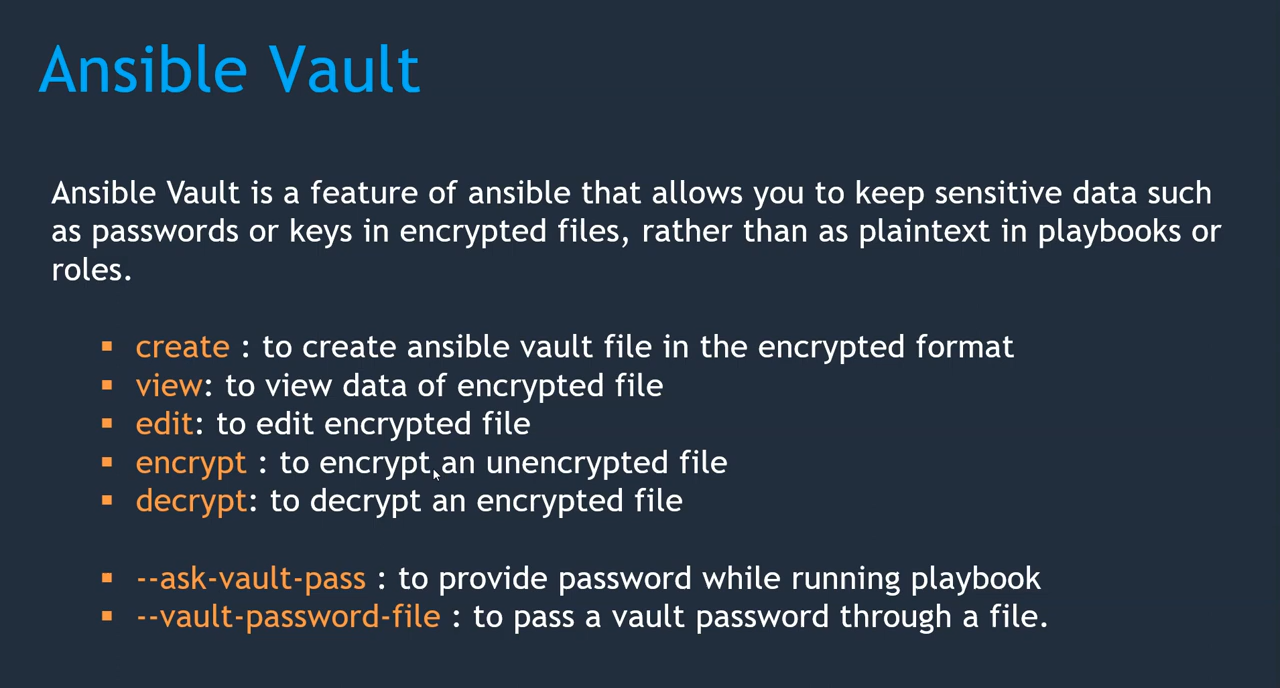 Ansible Vault
Ansible Vault is a feature of ansible that allows you to keep sensitive data such
as passwords or keys in encrypted files, rather than as plaintext in playbooks or
roles.
▪ create : to create ansible vault file in the encrypted format
▪ view: to view data of encrypted file
▪ edit: to edit encrypted file
▪ encrypt : to encrypt an unencrypted file
▪ decrypt: to decrypt an encrypted file
▪ --ask-vault-pass : to provide password while running playbook
▪ --vault-password-file : to pass a vault password through a file.